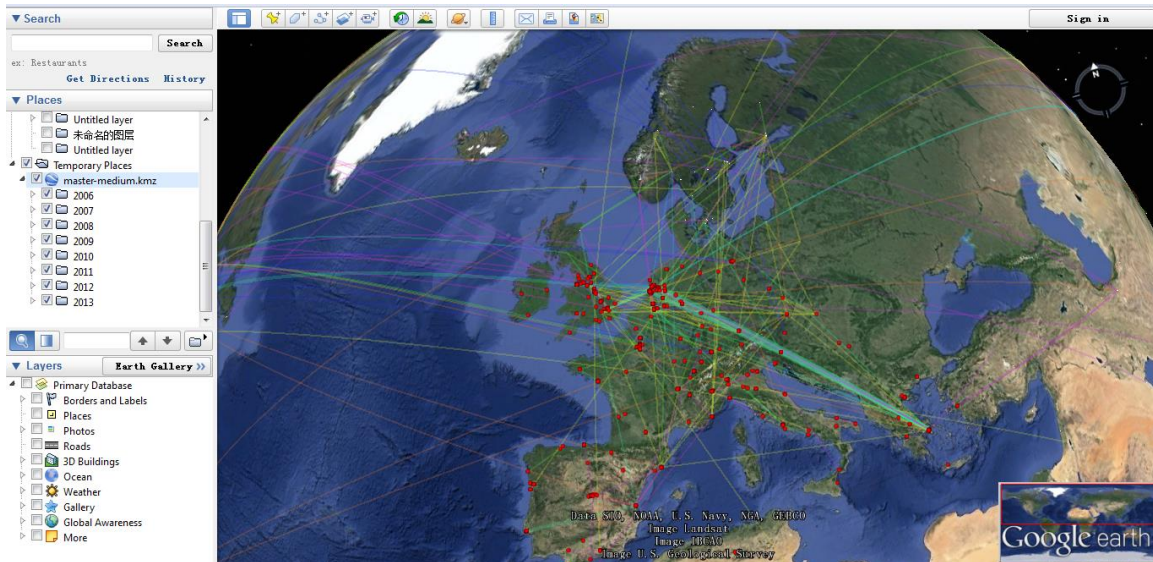 Search
Search
ex: Restaurants
Get Directions History
Places
Untitled layer
未命名的图层
Untitled layer
Temporary Places
master-medium.kmz
2006
2007
2008
2009
2010
2011
2012
2013
Layers Earth Gallery >>
Primary Database
Borders and Labels
Places
Photos
Roads
3D Buildings
Ocean
Weather
Gallery
Global Awareness
More
Sign in
N
Data SIO, NOAA, U.S. Navy, NGA, GEBCO
Image Landsat
Image IBCAO
Image U.S. Geological Survey
Google earth